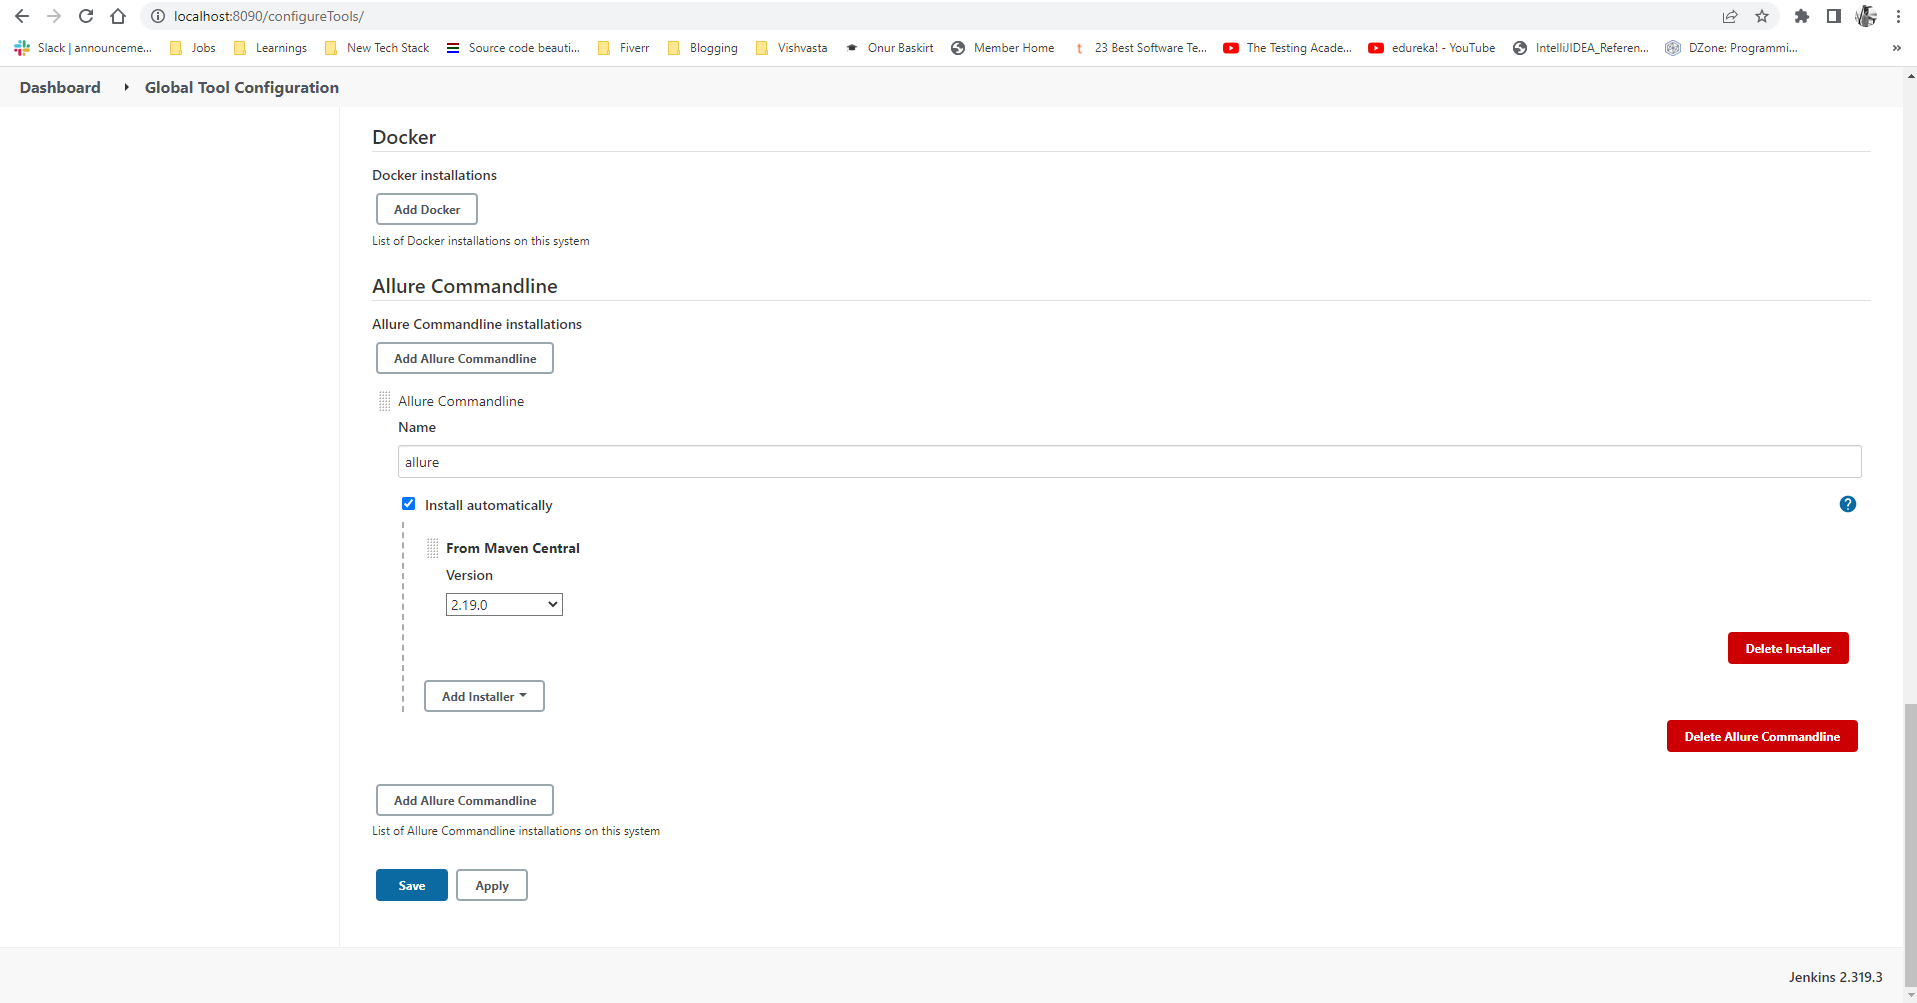 localhost:8090/configureTools/
Slack | announceme... Jobs Learnings New Tech Stack Source code beauti... Fiverr Blogging Vishvasta Onur Baskirt Member Home t 23 Best Software Te... The Testing Acade... edureka! - YouTube IntelliJIDEA_Referen... DZone: Programmi... »
Dashboard Global Tool Configuration
Docker
Docker installations
Add Docker
List of Docker installations on this system
Allure Commandline
Allure Commandline installations
Add Allure Commandline
Allure Commandline
Name
allure
Install automatically ?
From Maven Central
Version
2.19.0
Delete Installer
Add Installer
Delete Allure Commandline
Add Allure Commandline
List of Allure Commandline installations on this system
Save Apply
Jenkins 2.319.3